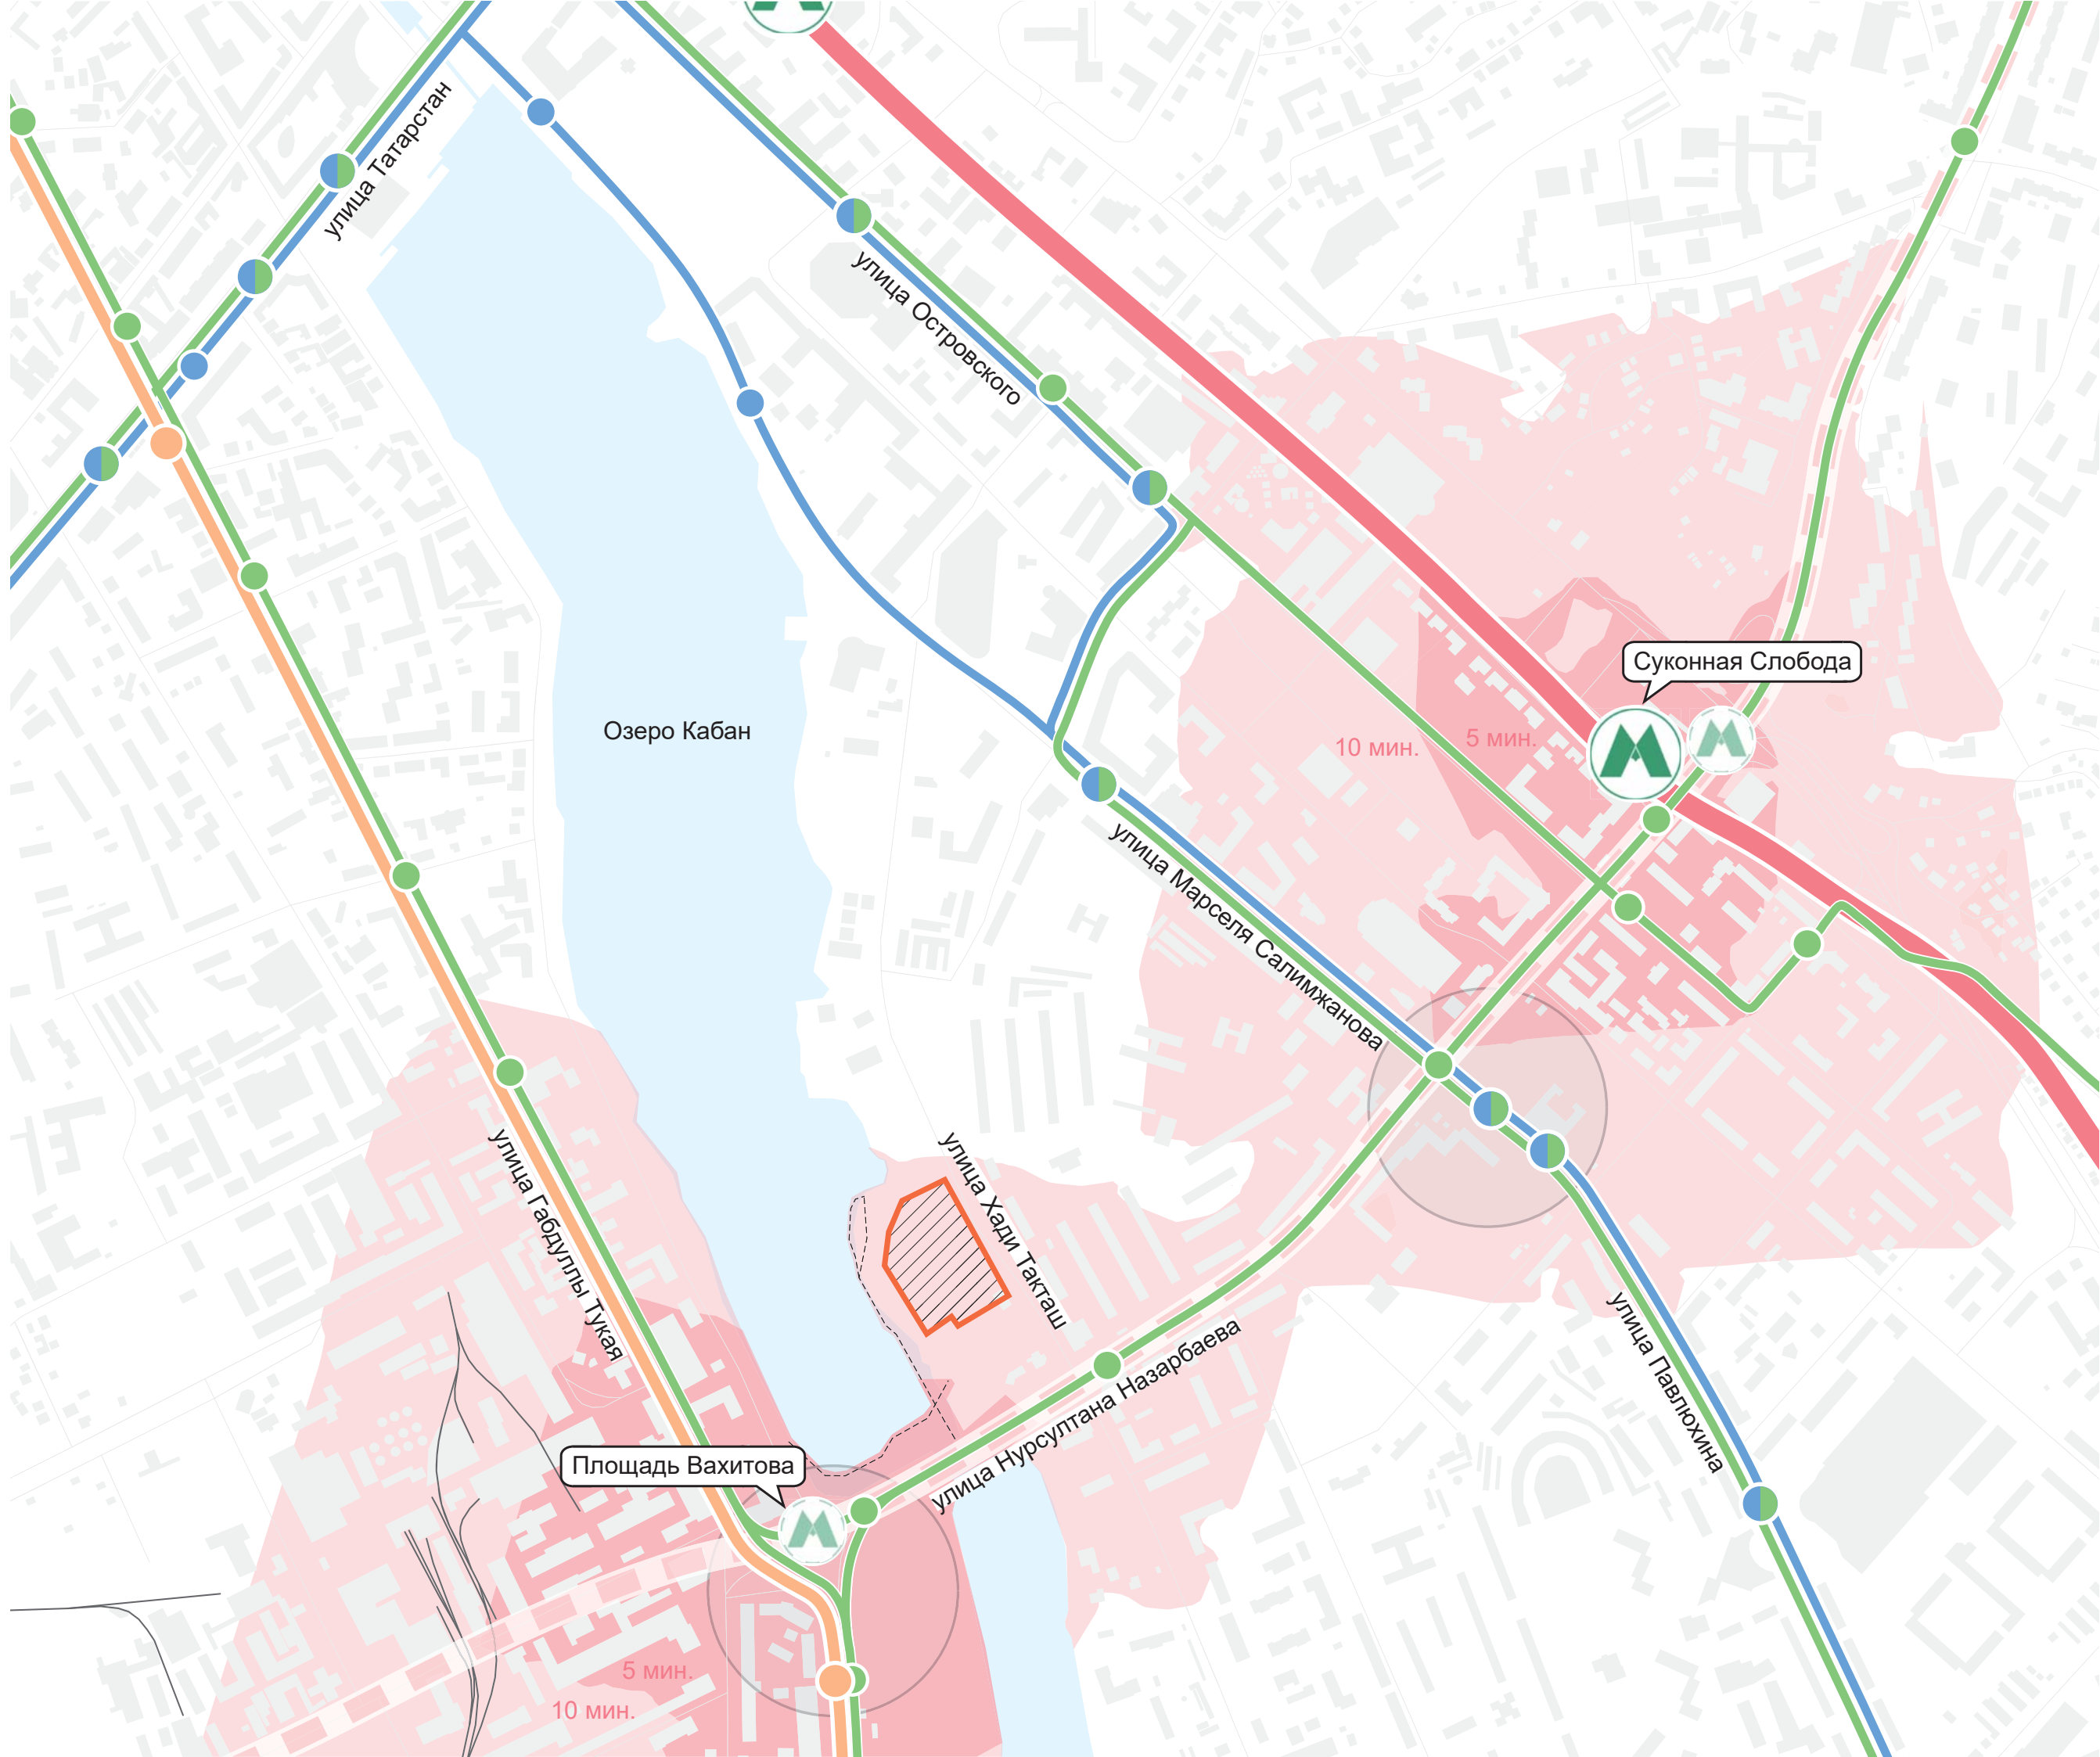 улица Татарстан
улица Островского
Суконная Слобода
Озеро Кабан
10 мин.
5 мин.
улица Марселя Салимжанова
улица Габдуллы Тукая
улица Хади Такташ
улица Нурсултана Назарбаева
улица Павлюхина
Площадь Вахитова
5 мин.
10 мин.